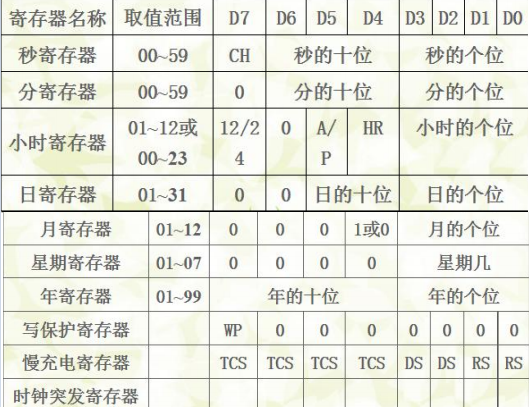 寄存器名称 取值范围 D7 D6 D5 D4 D3 D2 D1 D0
秒寄存器 00~59 CH 秒的十位 秒的个位
分寄存器 00~59 0 分的十位 分的个位
小时寄存器 01~12或 00~23 12/24 0 A/P HR 小时的个位
日寄存器 01~31 0 0 日的十位 日的个位
月寄存器 01~12 0 0 0 1或0 月的个位
星期寄存器 01~07 0 0 0 0 星期几
年寄存器 01~99 年的十位 年的个位
写保护寄存器 WP 0 0 0 0 0 0 0
慢充电寄存器 TCS TCS TCS TCS DS DS RS RS
时钟突发寄存器